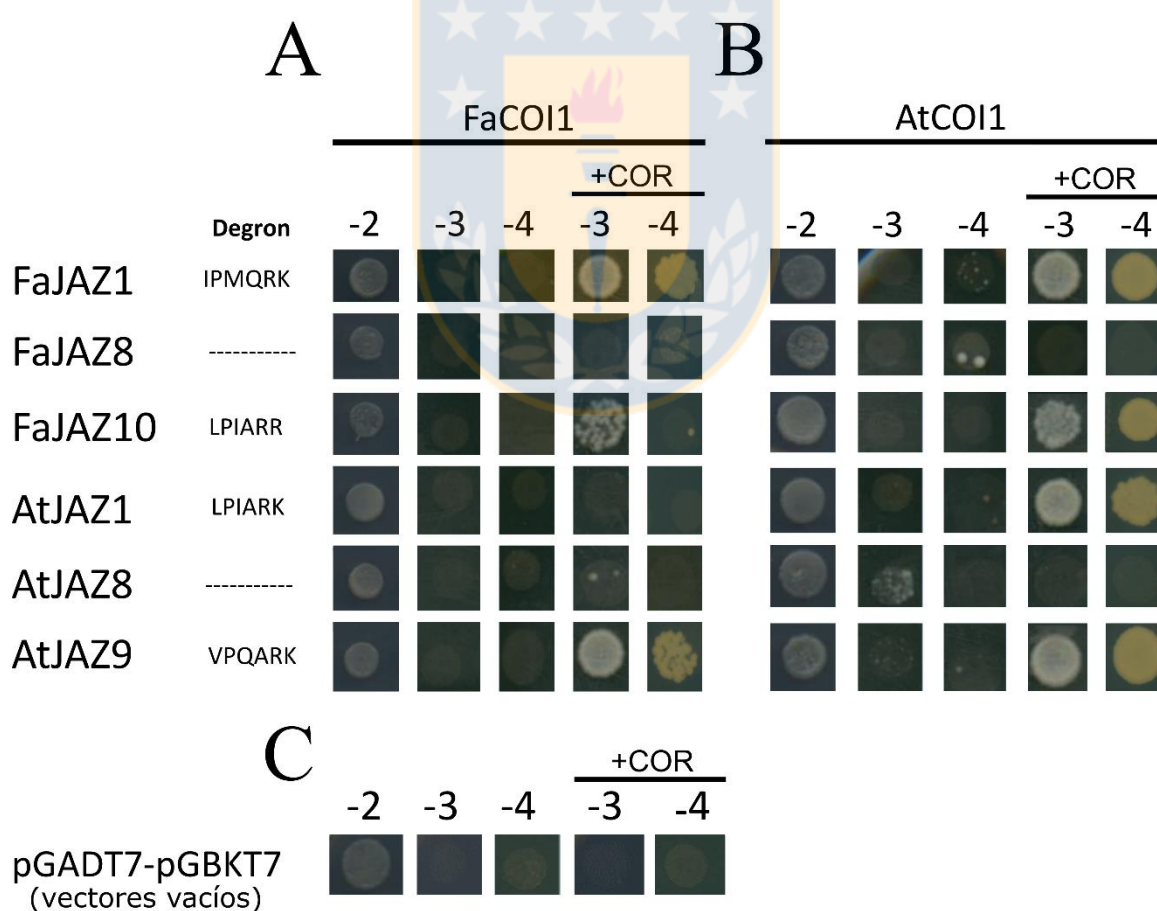 A B
FaCOI1 AtCOI1
+COR +COR
Degron -2 -3 -4 -3 -4 -2 -3 -4 -3 -4
FaJAZ1 IPMQRK
FaJAZ8 -----------
FaJAZ10 LPIARR
AtJAZ1 LPIARK
AtJAZ8 -----------
AtJAZ9 VPQARK
C
+COR
-2 -3 -4 -3 -4
pGADT7-pGBKT7
(vectores vacíos)